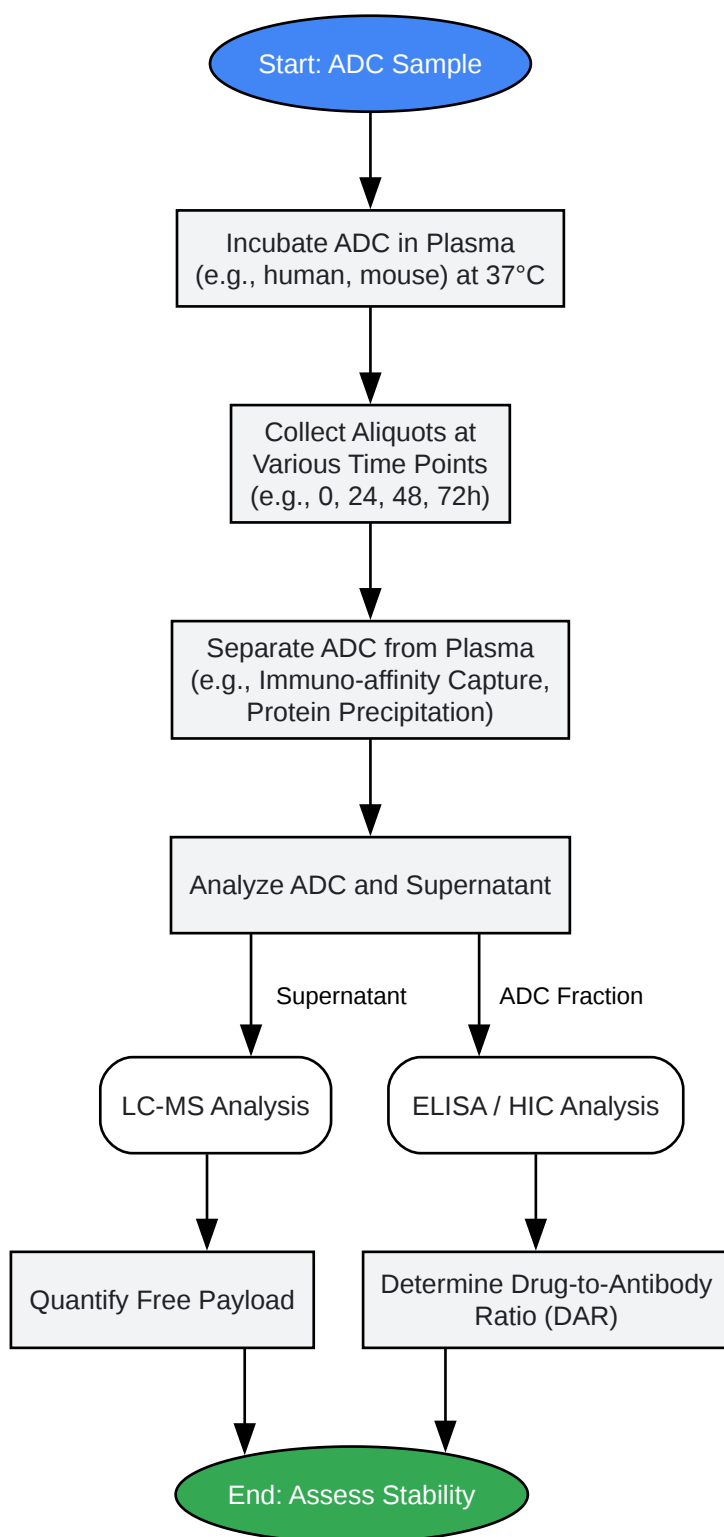 Start: ADC Sample
Incubate ADC in Plasma
(e.g., human, mouse) at 37°C
Collect Aliquots at
Various Time Points
(e.g., 0, 24, 48, 72h)
Separate ADC from Plasma
(e.g., Immuno-affinity Capture,
Protein Precipitation)
Analyze ADC and Supernatant
Supernatant
ADC Fraction
LC-MS Analysis
ELISA / HIC Analysis
Quantify Free Payload
Determine Drug-to-Antibody
Ratio (DAR)
End: Assess Stability